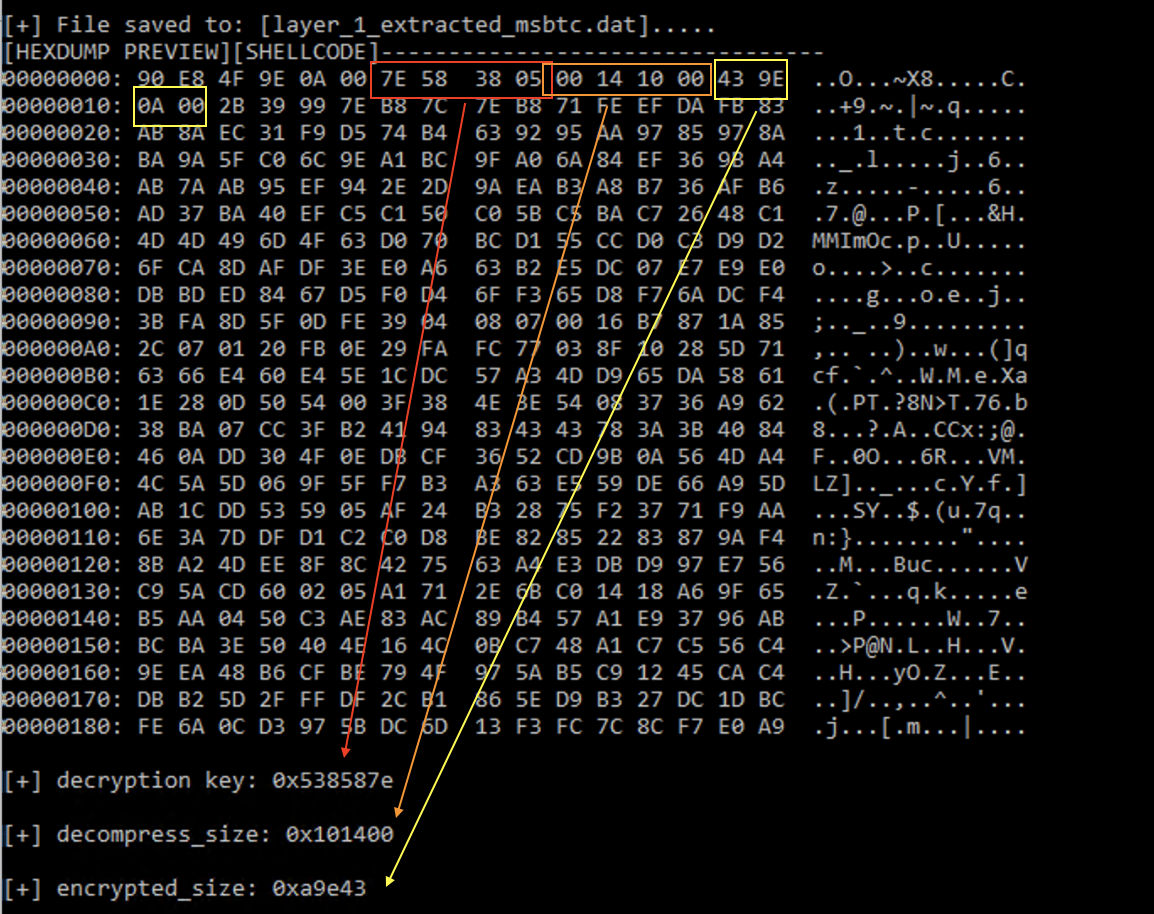 [+] File saved to: [layer_1_extracted_msbtc.dat].....
[HEXDUMP PREVIEW][SHELLCODE]---------------------------------
00000000: 90 E8 4F 9E 0A 00 7E 58  38 05 00 14 10 00 43 9E  ..O...~X8.....C.
00000010: 0A 00 2B 39 99 7E B8 7C  7E B8 71 FE EF DA FB 83  ..+9.~.|~.q.....
00000020: AB 8A EC 31 F9 D5 74 B4  63 92 95 AA 97 85 97 8A  ...1..t.c.......
00000030: BA 9A 5F C0 6C 9E A1 BC  9F A0 6A 84 EF 36 9B A4  .._.l.....j..6..
00000040: AB 7A AB 95 EF 94 2E 2D  9A EA B3 A8 B7 36 AF B6  .z.....-.....6..
00000050: AD 37 BA 40 EF C5 C1 50  C0 5B C5 BA C7 26 48 C1  .7.@...P.[...&H.
00000060: 4D 4D 49 6D 4F 63 D0 70  BC D1 55 CC D0 C3 D9 D2  MMImOc.p..U.....
00000070: 6F CA 8D AF DF 3E E0 A6  63 B2 E5 DC 07 E7 E9 E0  o....>..c.......
00000080: DB BD ED 84 67 D5 F0 D4  6F F3 65 D8 F7 6A DC F4  ....g...o.e..j..
00000090: 3B FA 8D 5F 0D FE 39 04  08 07 00 16 B7 87 1A 85  ;.._..9.........
000000A0: 2C 07 01 20 FB 0E 29 FA  FC 77 03 8F 10 28 5D 71  ,.. ..)..w...(]q
000000B0: 63 66 E4 60 E4 5E 1C DC  57 A3 4D D9 65 DA 58 61  cf.`.^..W.M.e.Xa
000000C0: 1E 28 0D 50 54 00 3F 38  4E 3E 54 08 37 36 A9 62  .(.PT.?8N>T.76.b
000000D0: 38 BA 07 CC 3F B2 41 94  83 43 43 78 3A 3B 40 84  8...?.A..CCx:;@.
000000E0: 46 0A DD 30 4F 0E DB CF  36 52 CD 9B 0A 56 4D A4  F..0O...6R...VM.
000000F0: 4C 5A 5D 06 9F 5F F7 B3  A3 63 E5 59 DE 66 A9 5D  LZ].._...c.Y.f.]
00000100: AB 1C DD 53 59 05 AF 24  B3 28 75 F2 37 71 F9 AA  ...SY..$.(u.7q..
00000110: 6E 3A 7D DF D1 C2 C0 D8  BE 82 85 22 83 87 9A F4  n:}........"....
00000120: 8B A2 4D EE 8F 8C 42 75  63 A4 E3 DB D9 97 E7 56  ..M...Buc......V
00000130: C9 5A CD 60 02 05 A1 71  2E 6B C0 14 18 A6 9F 65  .Z.`...q.k.....e
00000140: B5 AA 04 50 C3 AE 83 AC  89 B4 57 A1 E9 37 96 AB  ...P......W..7..
00000150: BC BA 3E 50 40 4E 16 4C  0B C7 48 A1 C7 C5 56 C4  ..>P@N.L..H...V.
00000160: 9E EA 48 B6 CF BE 79 4F  97 5A B5 C9 12 45 CA C4  ..H...yO.Z...E..
00000170: DB B2 5D 2F FF DF 2C B1  86 5E D9 B3 27 DC 1D BC  ..]/..,..^..'...
00000180: FE 6A 0C D3 97 5B DC 6D  13 F3 FC 7C 8C F7 E0 A9  .j...[.m...|....
[+] decryption key: 0x538587e
[+] decompress_size: 0x101400
[+] encrypted_size: 0xa9e43